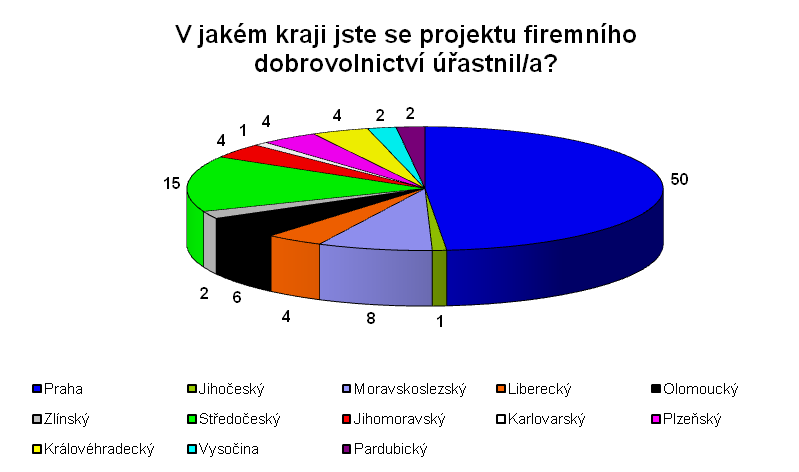 V jakém kraji jste se projektu firemního
dobrovolnictví úřastnil/a?
4
2
2
4
1
4
15
50
2
6
4
8
1
Praha
Jihočeský
Moravskoslezský
Liberecký
Olomoucký
Zlínský
Středočeský
Jihomoravský
Karlovarský
Plzeňský
Královéhradecký
Vysočina
Pardubický